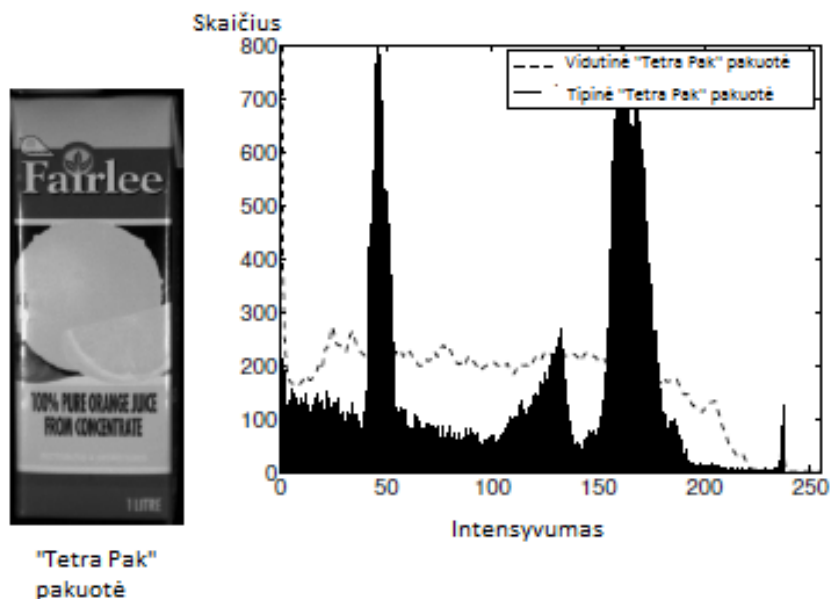 Skaičius
800
700
600
500
400
300
200
100
0
0 50 100 150 200 250
Vidutinė "Tetra Pak" pakuotė
Tipinė "Tetra Pak" pakuotė
Intensyvumas
Fairlee
100% PURE ORANGE JUICE
FROM CONCENTRATE
1 LITRE
"Tetra Pak"
pakuotė